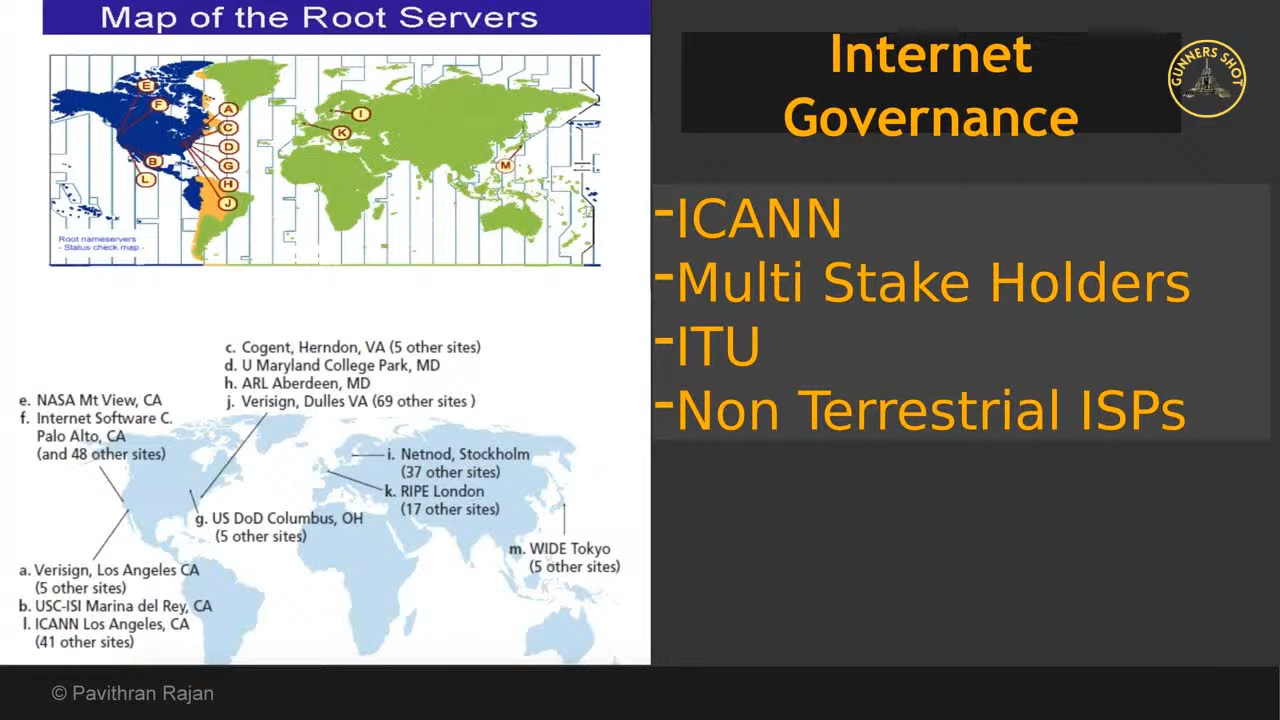 Map of the Root Servers
E
F
A
C
D
G
H
J
B
L
I
K
M
Root nameservers
- Status check map -
c. Cogent, Herndon, VA (5 other sites)
d. U Maryland College Park, MD
h. ARL Aberdeen, MD
j. Verisign, Dulles VA (69 other sites )
e. NASA Mt View, CA
f. Internet Software C.
Palo Alto, CA
(and 48 other sites)
i. Netnod, Stockholm
(37 other sites)
k. RIPE London
(17 other sites)
g. US DoD Columbus, OH
(5 other sites)
m. WIDE Tokyo
(5 other sites)
a. Verisign, Los Angeles CA
(5 other sites)
b. USC-ISI Marina del Rey, CA
l. ICANN Los Angeles, CA
(41 other sites)
Internet
Governance
GUNNERS SHOT
-ICANN
-Multi Stake Holders
-ITU
-Non Terrestrial ISPs
© Pavithran Rajan